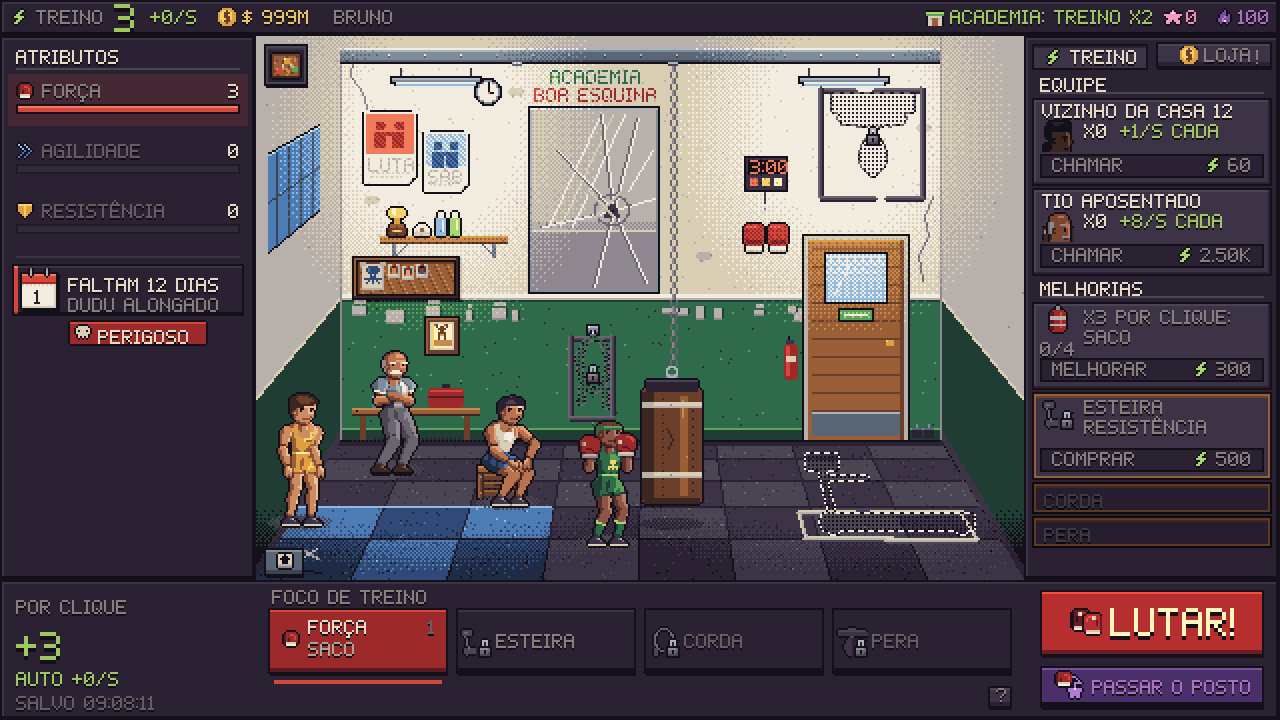 TREINO 3 +0/S $ 999M BRUNO ACADEMIA: TREINO X2 0 100
ATRIBUTOS
FORÇA 3
AGILIDADE 0
RESISTÊNCIA 0
1 FALTAM 12 DIAS
DUDU ALONGADO
PERIGOSO
ACADEMIA
BOA ESQUINA
LUTA
SAB
3:00
TREINO LOJA!
EQUIPE
VIZINHO DA CASA 12
X0 +1/S CADA
CHAMAR 60
TIO APOSENTADO
X0 +8/S CADA
CHAMAR 2.50K
MELHORIAS
X3 POR CLIQUE:
SACO
0/4
MELHORAR 300
ESTEIRA
RESISTÊNCIA
COMPRAR 500
CORDA
PERA
POR CLIQUE
+3
AUTO +0/S
SALVO 09:08:11
FOCO DE TREINO
FORÇA 1
SACO
ESTEIRA
CORDA
PERA
?
LUTAR!
PASSAR O POSTO